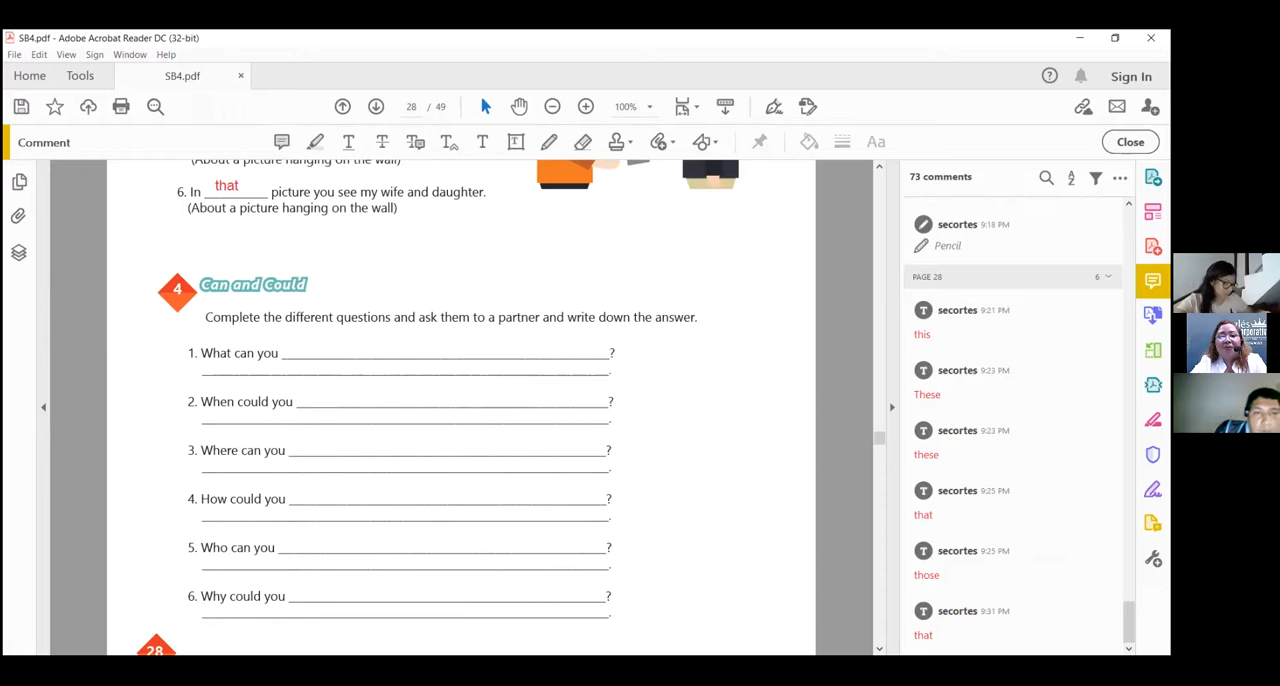 SB4.pdf - Adobe Acrobat Reader DC (32-bit)
File Edit View Sign Window Help
Home Tools SB4.pdf × Sign In
28 / 49 100%
Comment Aa Close
(About a picture hanging on the wall)
6. In that picture you see my wife and daughter.
(About a picture hanging on the wall)
4 Can and Could
Complete the different questions and ask them to a partner and write down the answer.
1. What can you ?
.
2. When could you ?
.
3. Where can you ?
.
4. How could you ?
.
5. Who can you ?
.
6. Why could you ?
.
28
73 comments
secortes 9:18 PM
Pencil
PAGE 28 6
secortes 9:21 PM
this
secortes 9:23 PM
These
secortes 9:23 PM
these
secortes 9:25 PM
that
secortes 9:25 PM
those
secortes 9:31 PM
that